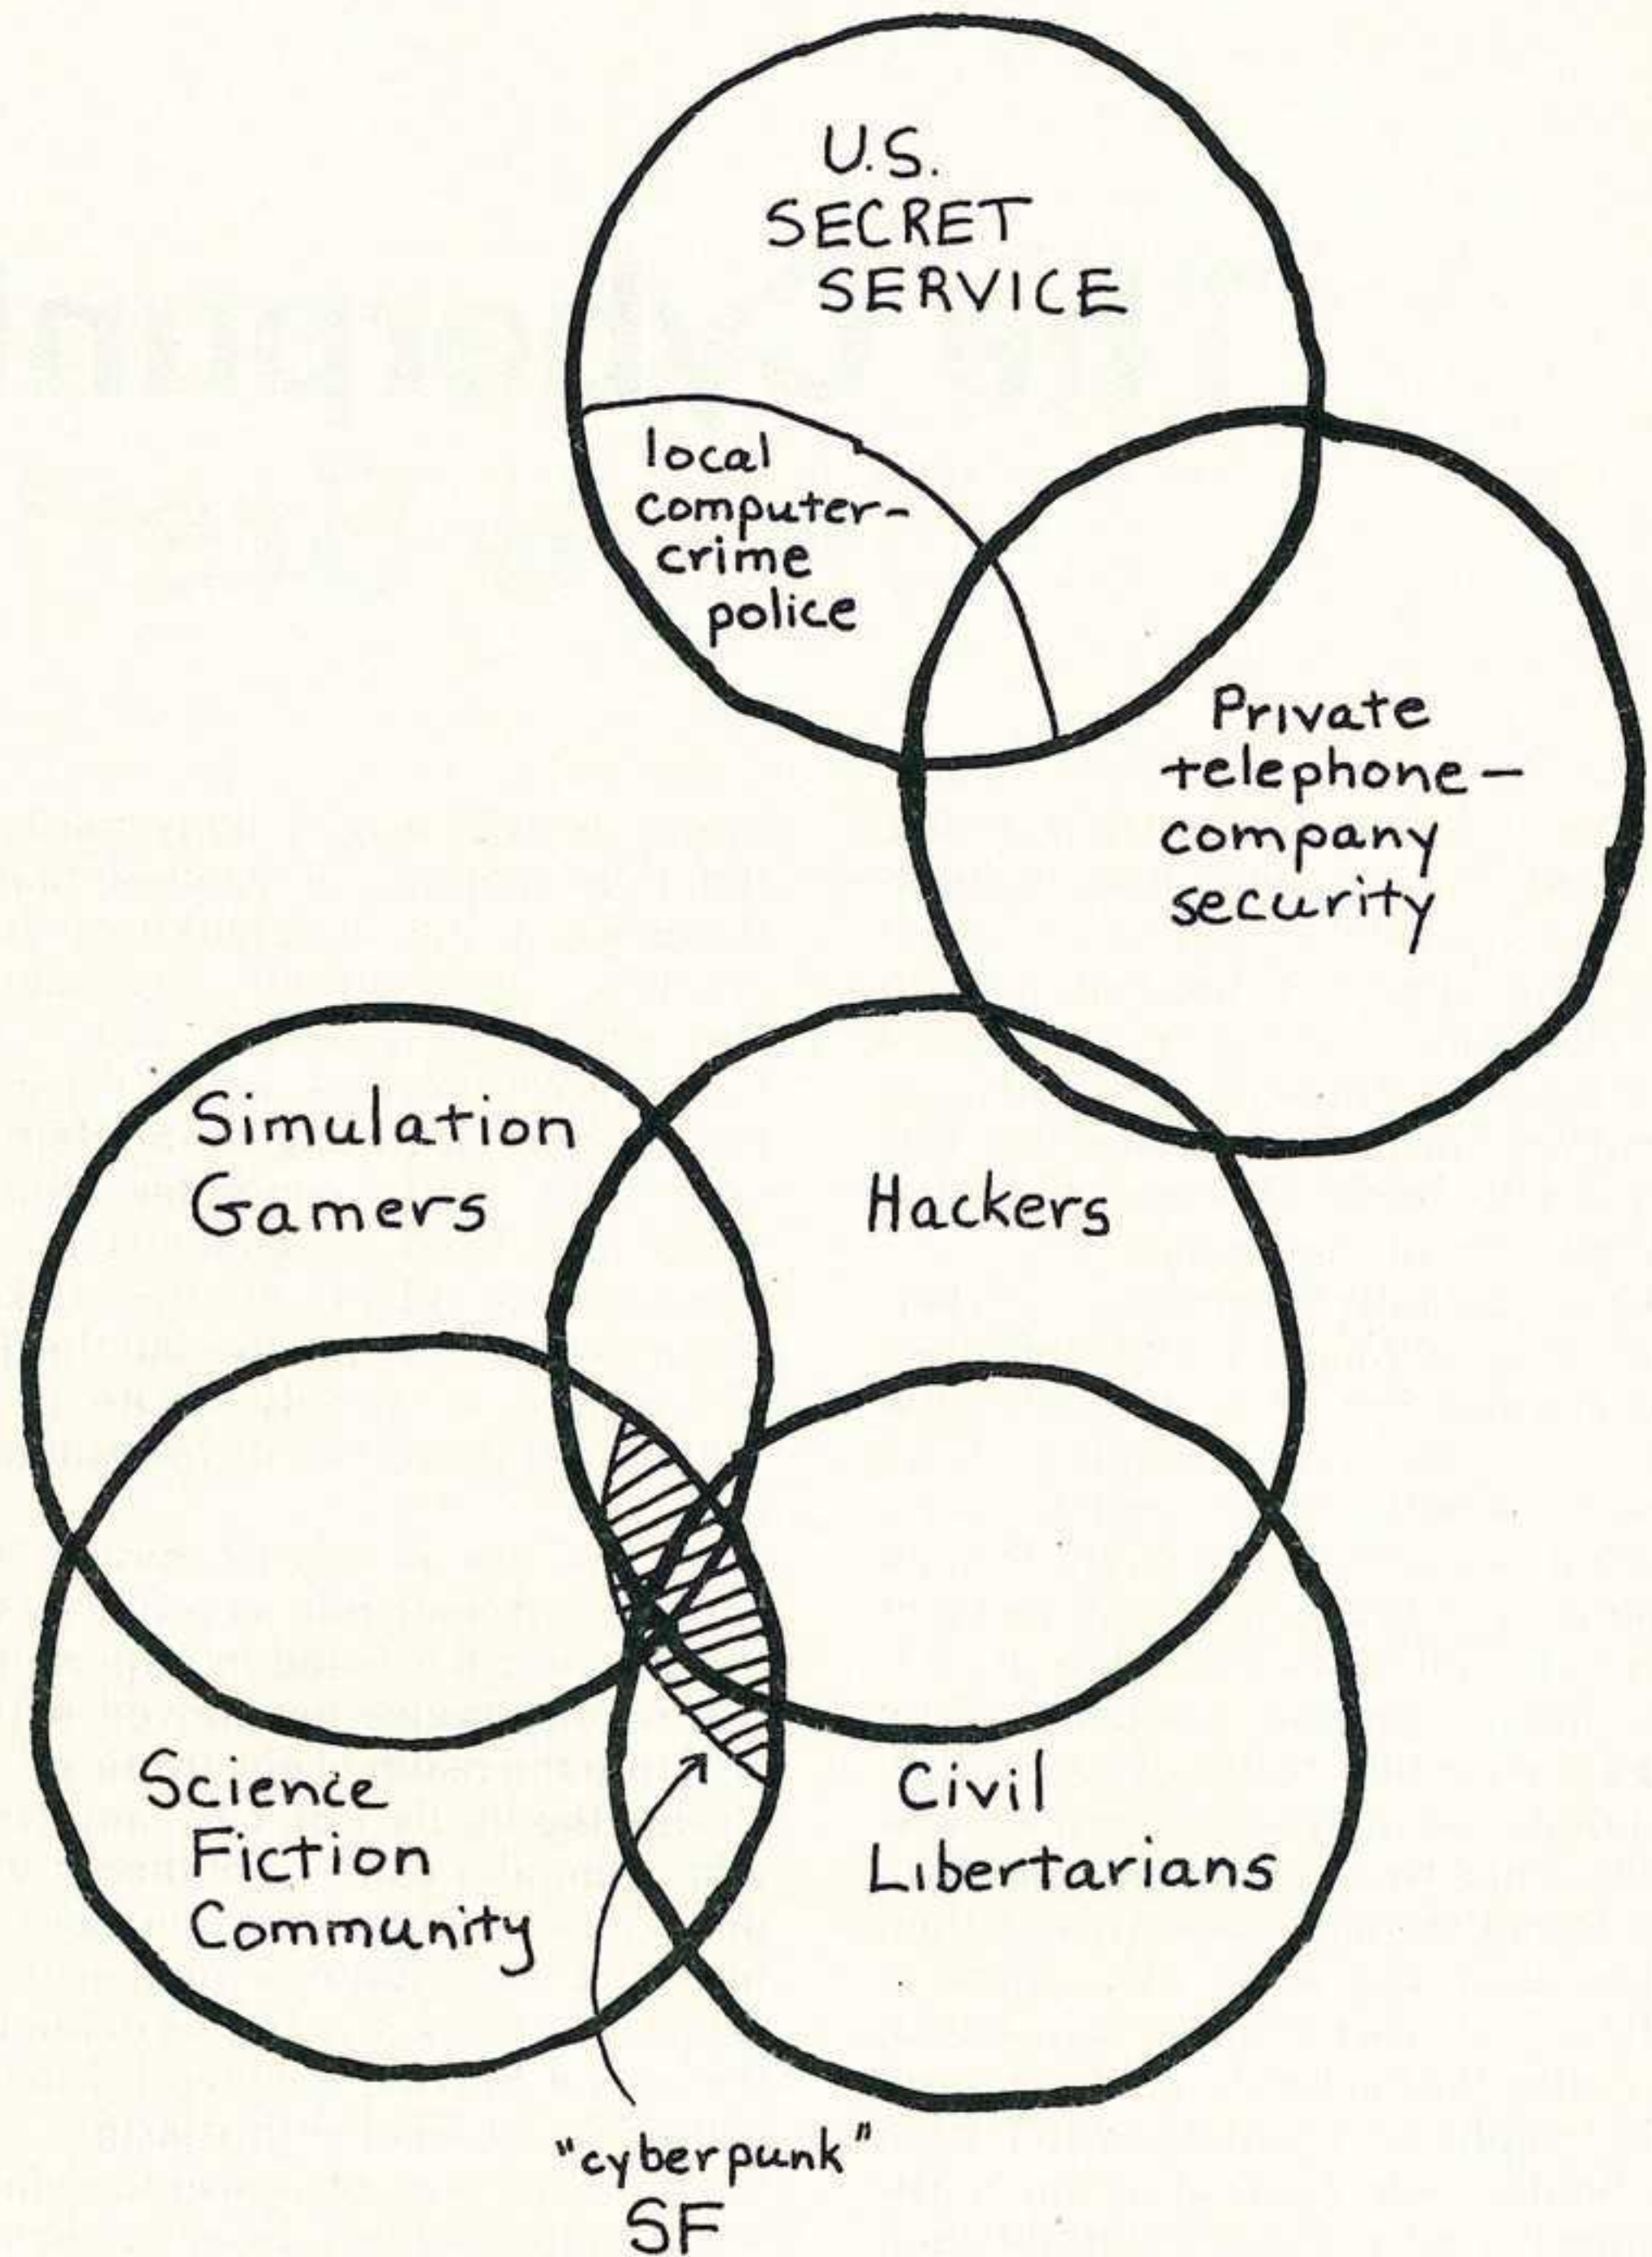 U.S.
SECRET
SERVICE
local
computer-
crime
police
Private
telephone-
company
security
Simulation
Gamers
Hackers
Science
Fiction
Community
Civil
Libertarians
"cyberpunk"
SF